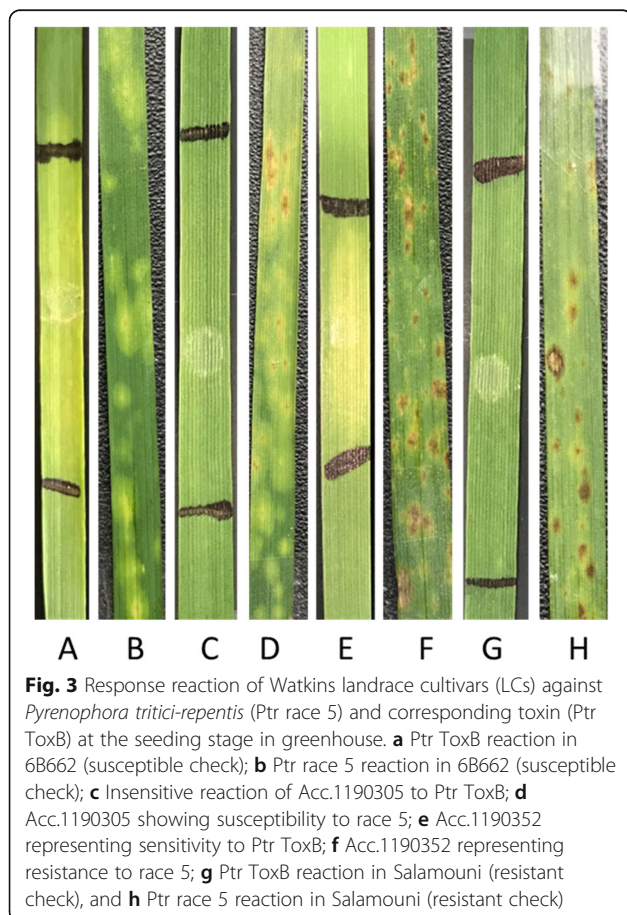 A B C D E F G H
Fig. 3 Response reaction of Watkins landrace cultivars (LCs) against
Pyrenophora tritici-repentis (Ptr race 5) and corresponding toxin (Ptr
ToxB) at the seeding stage in greenhouse. a Ptr ToxB reaction in
6B662 (susceptible check); b Ptr race 5 reaction in 6B662 (susceptible
check); c Insensitive reaction of Acc.1190305 to Ptr ToxB; d
Acc.1190305 showing susceptibility to race 5; e Acc.1190352
representing sensitivity to Ptr ToxB; f Acc.1190352 representing
resistance to race 5; g Ptr ToxB reaction in Salamouni (resistant
check), and h Ptr race 5 reaction in Salamouni (resistant check)